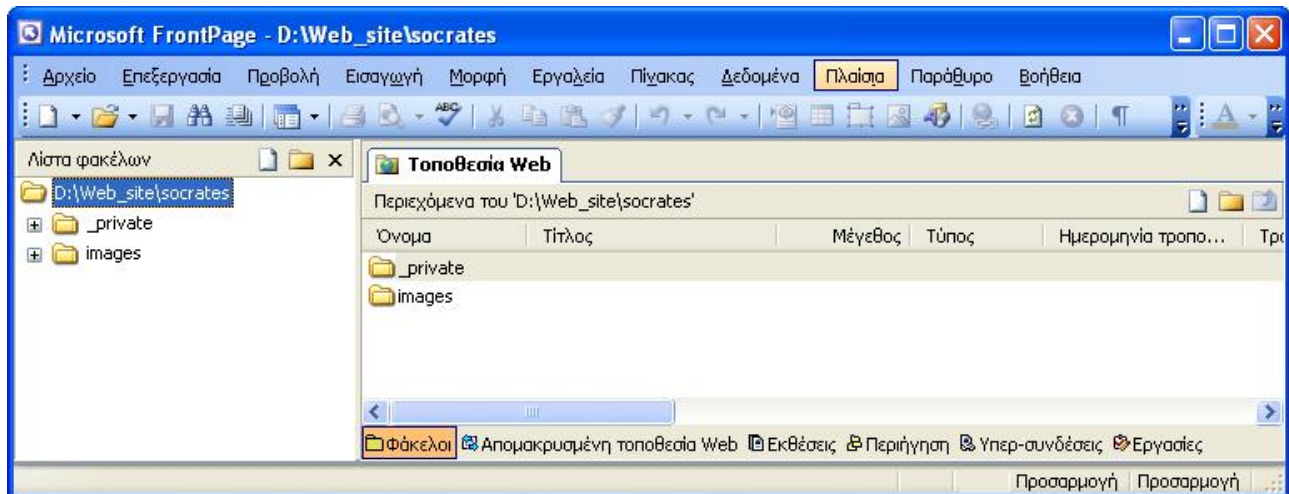 Microsoft FrontPage - D:\Web_site\socrates
Αρχείο Επεξεργασία Προβολή Εισαγωγή Μορφή Εργαλεία Πίνακας Δεδομένα Πλαίσια Παράθυρο Βοήθεια
ABC
A
Λίστα φακέλων
D:\Web_site\socrates
_private
images
Τοποθεσία Web
Περιεχόμενα του 'D:\Web_site\socrates'
Όνομα Τίτλος Μέγεθος Τύπος Ημερομηνία τροπο... Τρο
_private
images
Φάκελοι Απομακρυσμένη τοποθεσία Web Εκθέσεις Περιήγηση Υπερ-συνδέσεις Εργασίες
Προσαρμογή Προσαρμογή